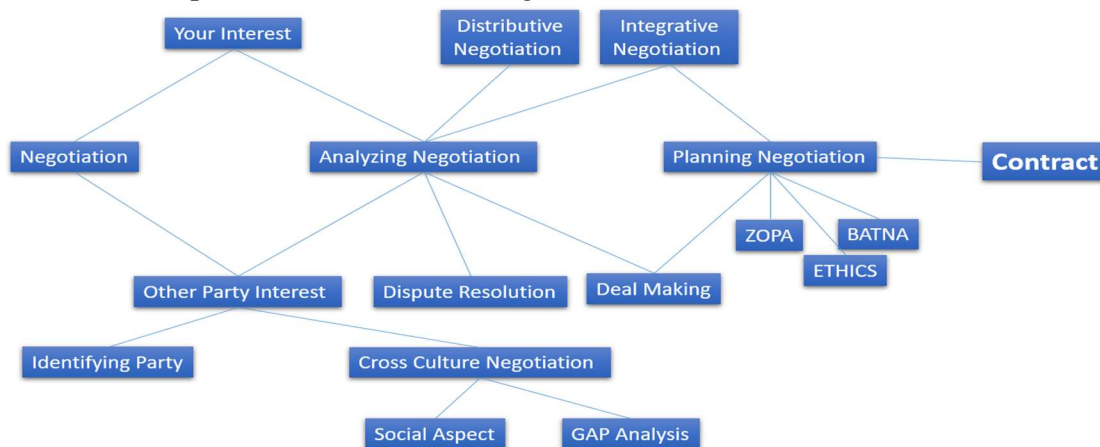 Your Interest
Distributive
Negotiation
Integrative
Negotiation
Negotiation
Analyzing Negotiation
Planning Negotiation
Contract
ZOPA
BATNA
ETHICS
Other Party Interest
Dispute Resolution
Deal Making
Identifying Party
Cross Culture Negotiation
Social Aspect
GAP Analysis